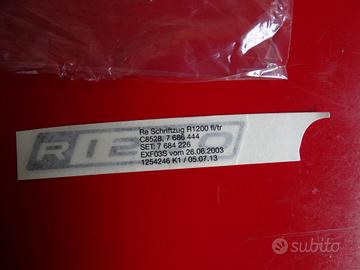 Re Schriftzug R1200 fl/tr
C8528, 7 686 444
SET: 7 684 226
EXF03S vom 26.08.2003
1254246 K1 / 05.07.13
subito